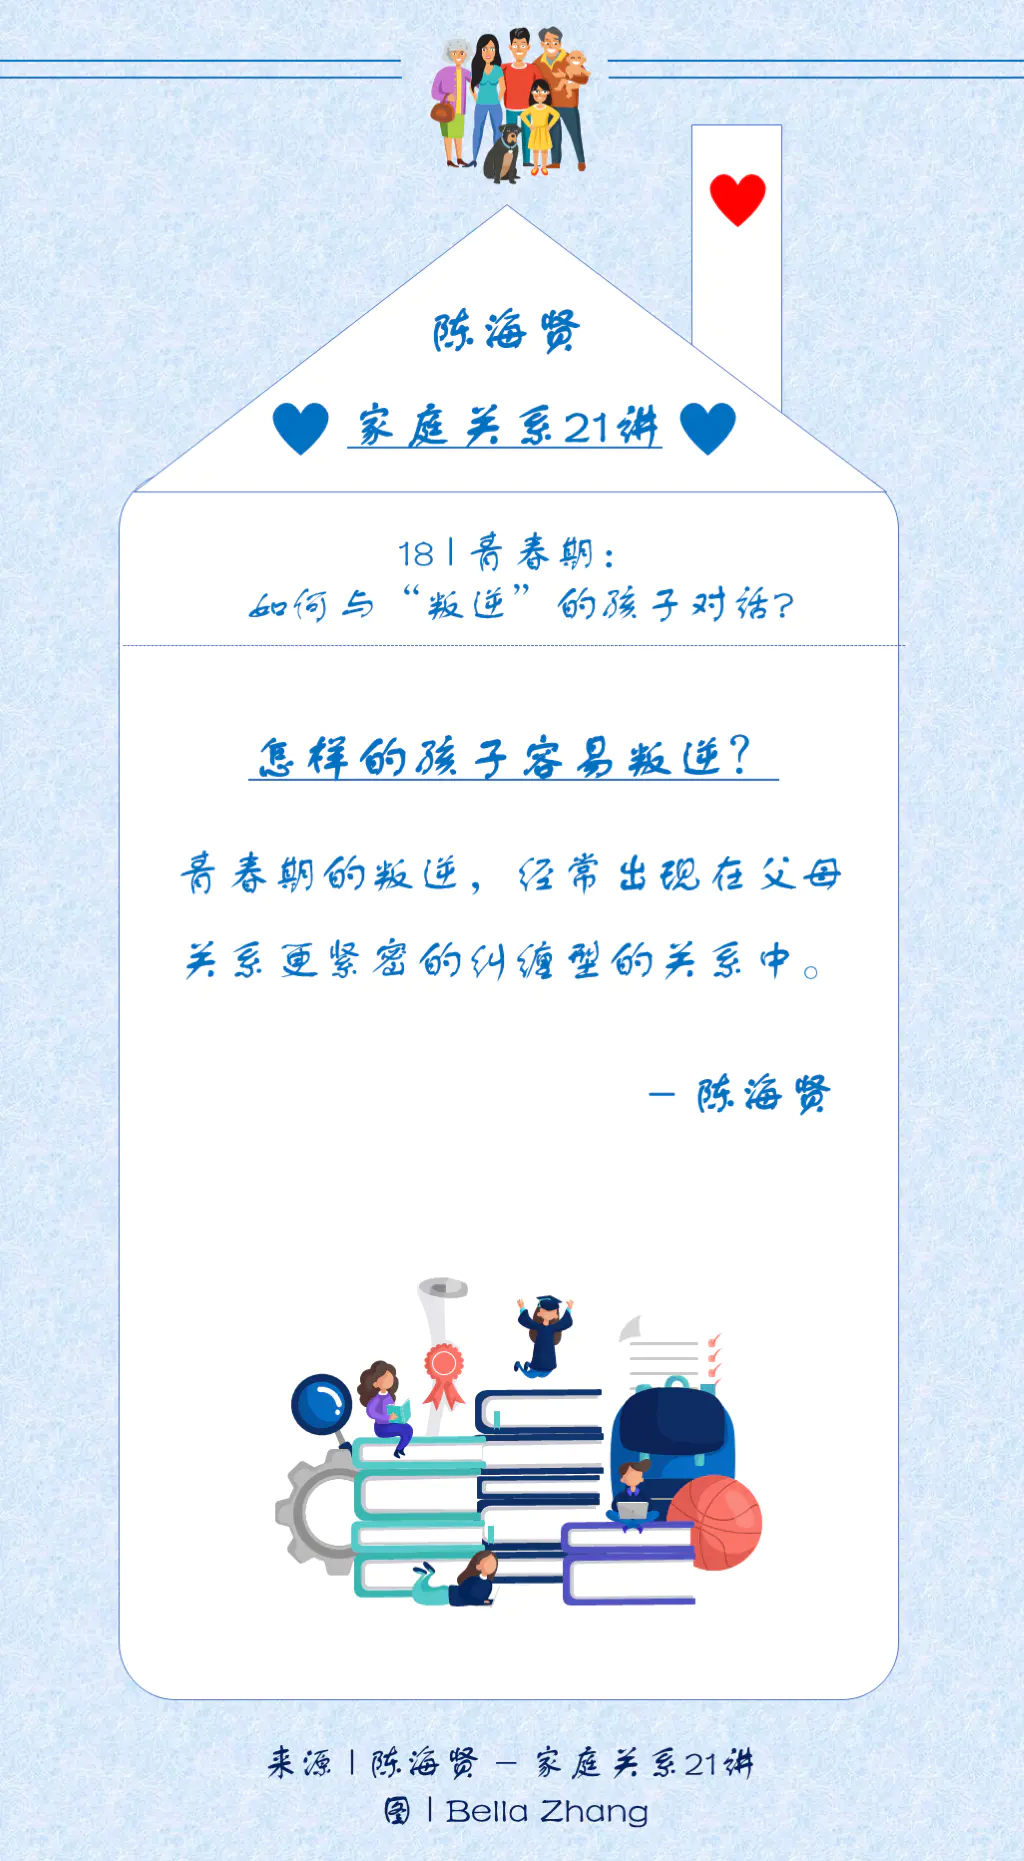 陈海贤
家庭关系21讲
18 | 青春期：
如何与“叛逆”的孩子对话?
怎样的孩子容易叛逆?
青春期的叛逆，经常出现在父母
关系更紧密的纠缠型的关系中。
- 陈海贤
来源 | 陈海贤 - 家庭关系21讲
图 | Bella Zhang